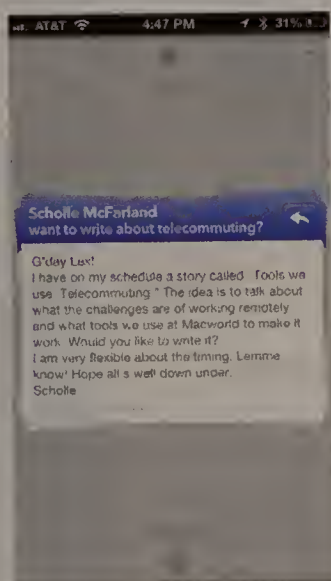 AT&T 4:47 PM 31%
Scholle McFarland
want to write about telecommuting?
G'day Lex!
I have on my schedule a story called "Tools we
use: Telecommuting." The idea is to talk about
what the challenges are of working remotely
and what tools we use at Macworld to make it
work. Would you like to write it?
I am very flexible about the timing. Lemme
know! Hope all's well down under.
Scholle